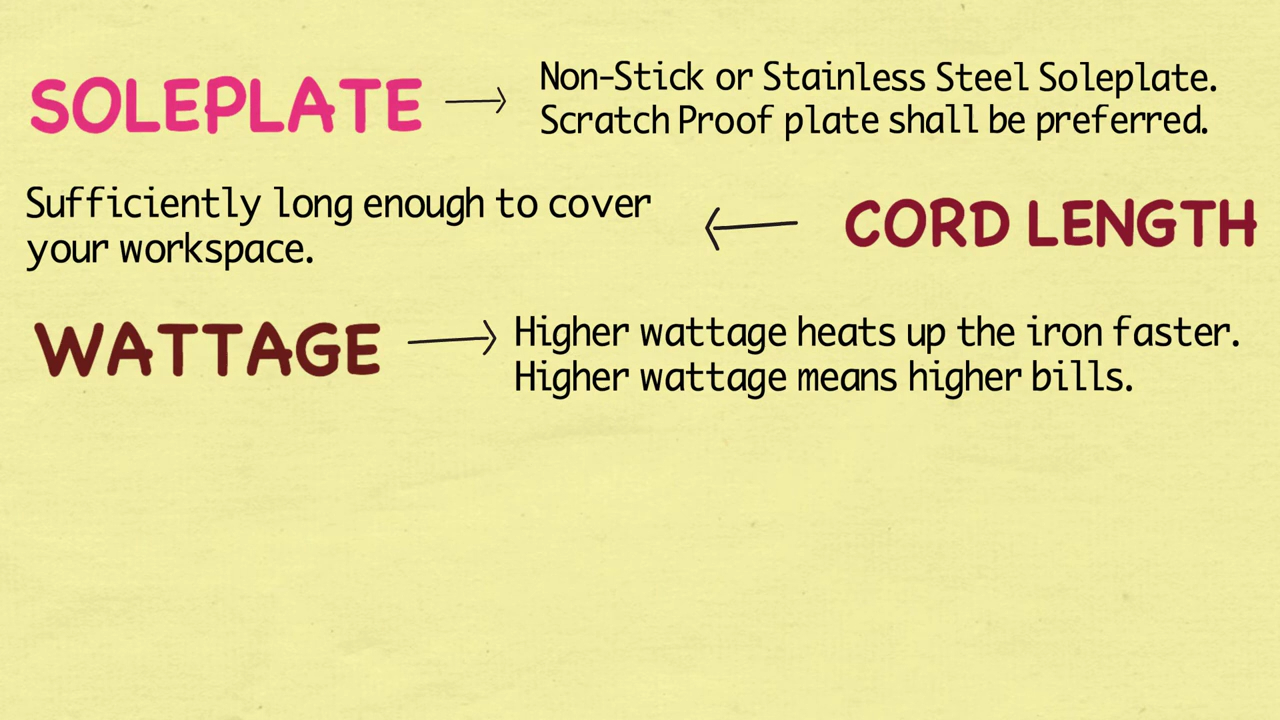 SOLEPLATE
Non-Stick or Stainless Steel Soleplate.
Scratch Proof plate shall be preferred.
Sufficiently long enough to cover
your workspace.
CORD LENGTH
WATTAGE
Higher wattage heats up the iron faster.
Higher wattage means higher bills.